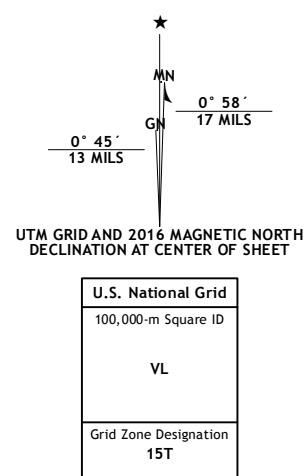 ★
MN
0° 58´
17 MILS
GN
0° 45´
13 MILS
UTM GRID AND 2016 MAGNETIC NORTH
DECLINATION AT CENTER OF SHEET
U.S. National Grid
100,000-m Square ID
VL
Grid Zone Designation
15T